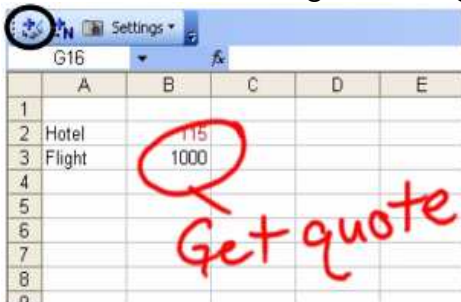 N Settings
G16 fx
A B C D E
1
2 Hotel 115
3 Flight 1000
4
5
6
7
8
Get quote